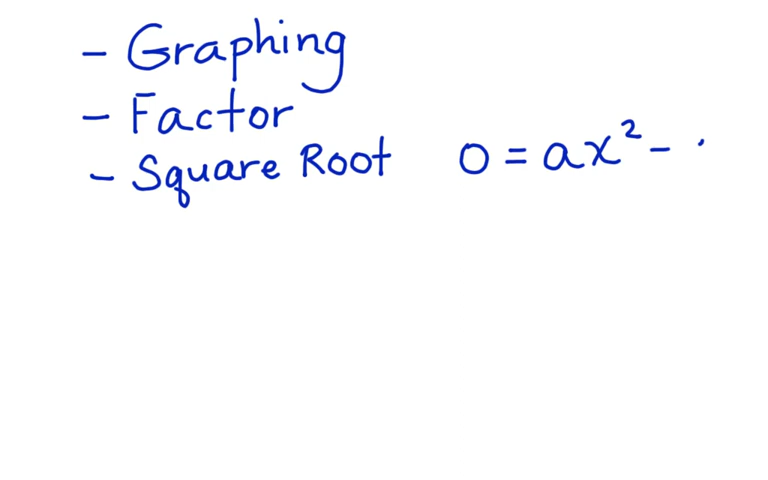 - Graphing
- Factor
- Square Root 0 = ax² -